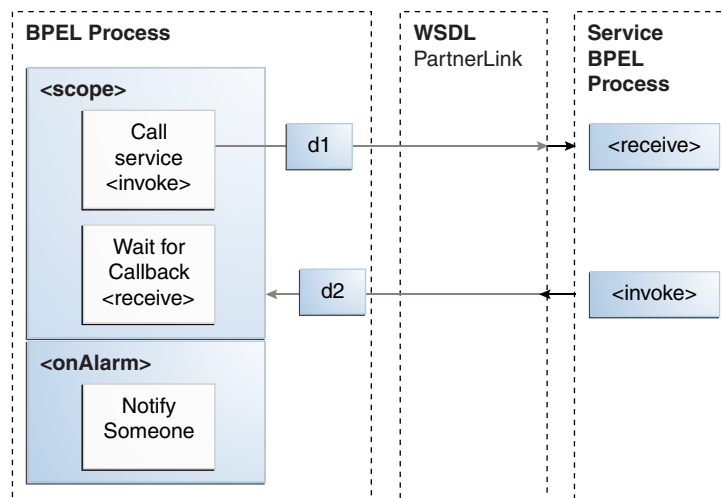 BPEL Process
<scope>
Call
service
<invoke>
d1
Wait for
Callback
<receive>
d2
<onAlarm>
Notify
Someone
WSDL
PartnerLink
Service
BPEL
Process
<receive>
<invoke>